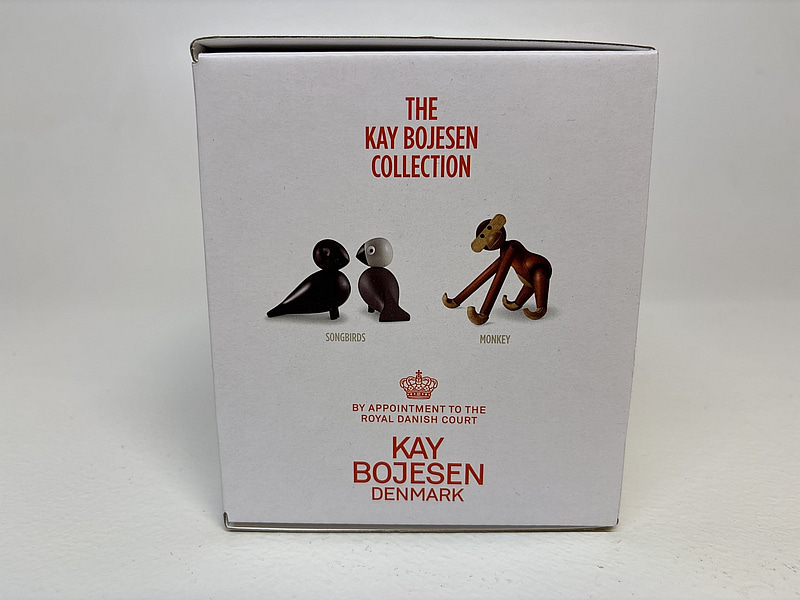 THE
KAY BOJESEN
COLLECTION
SONGBIRDS
MONKEY
BY APPOINTMENT TO THE
ROYAL DANISH COURT
KAY
BOJESEN
DENMARK